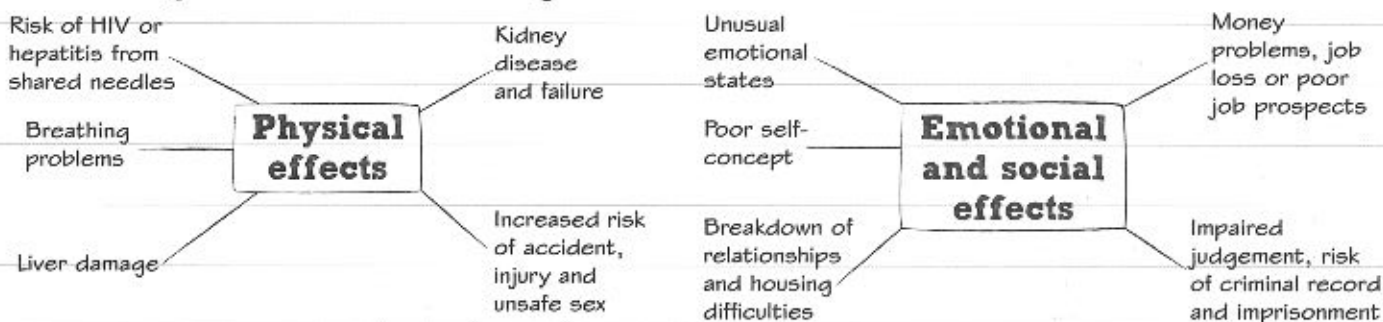 Risk of HIV or
hepatitis from
shared needles
Kidney
disease
and failure
Breathing
problems
Physical
effects
Liver damage
Increased risk
of accident,
injury and
unsafe sex
Unusual
emotional
states
Money
problems, job
loss or poor
job prospects
Poor self-
concept
Emotional
and social
effects
Breakdown of
relationships
and housing
difficulties
Impaired
judgement, risk
of criminal record
and imprisonment